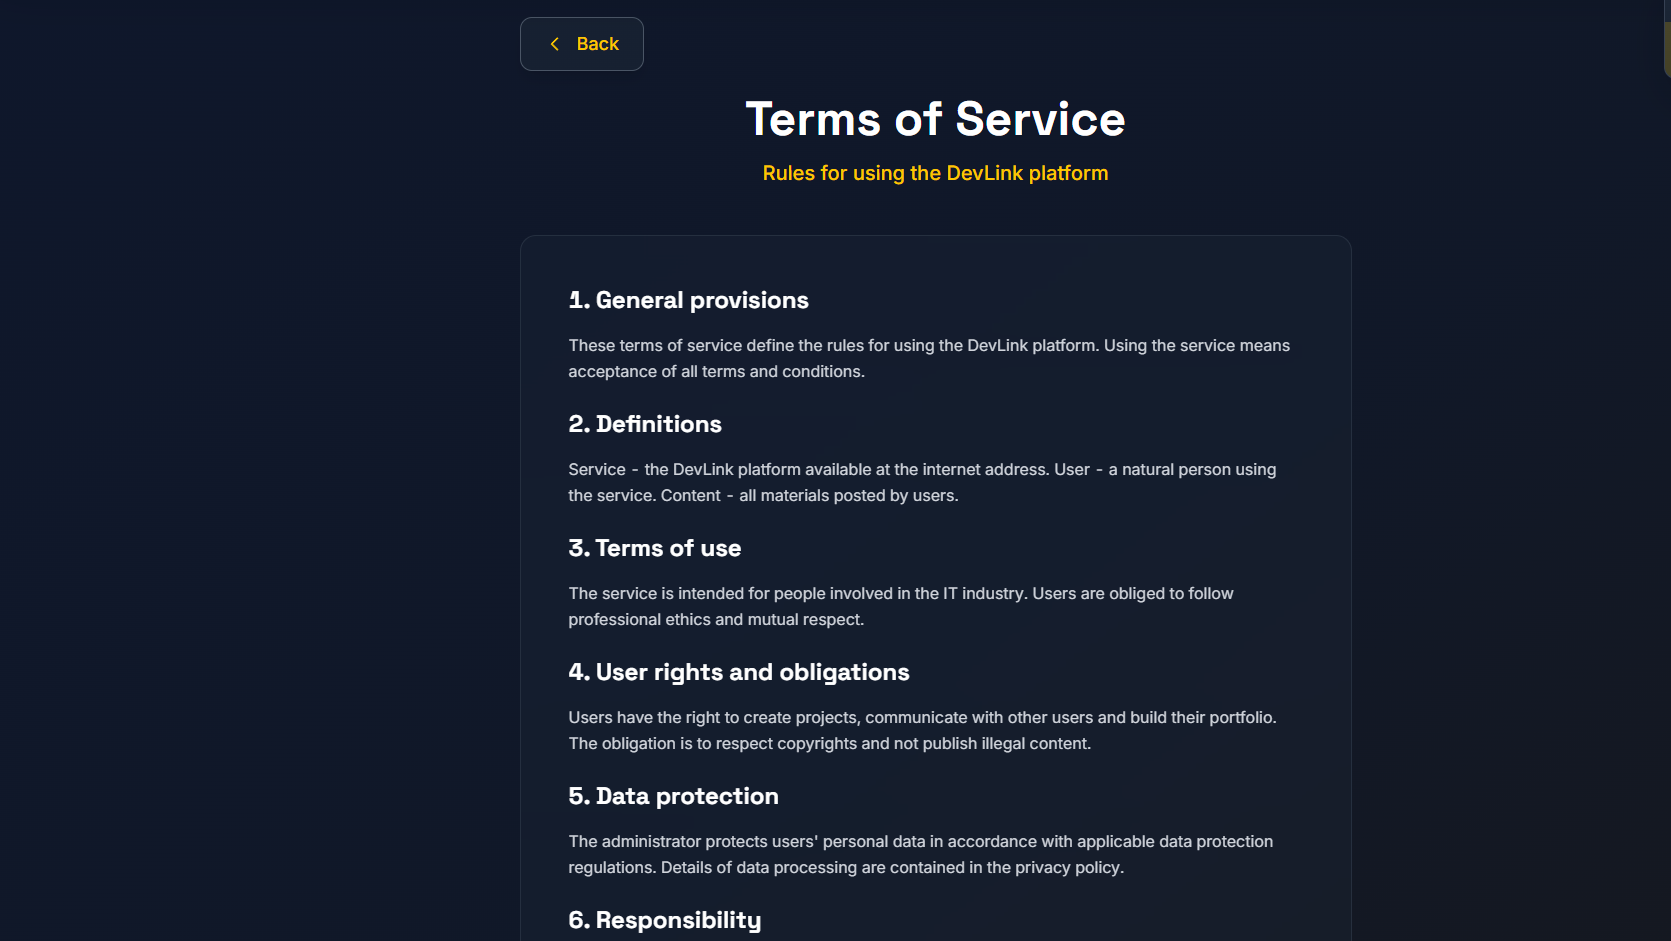 Back
Terms of Service
Rules for using the DevLink platform
1. General provisions
These terms of service define the rules for using the DevLink platform. Using the service means
acceptance of all terms and conditions.
2. Definitions
Service - the DevLink platform available at the internet address. User - a natural person using
the service. Content - all materials posted by users.
3. Terms of use
The service is intended for people involved in the IT industry. Users are obliged to follow
professional ethics and mutual respect.
4. User rights and obligations
Users have the right to create projects, communicate with other users and build their portfolio.
The obligation is to respect copyrights and not publish illegal content.
5. Data protection
The administrator protects users' personal data in accordance with applicable data protection
regulations. Details of data processing are contained in the privacy policy.
6. Responsibility